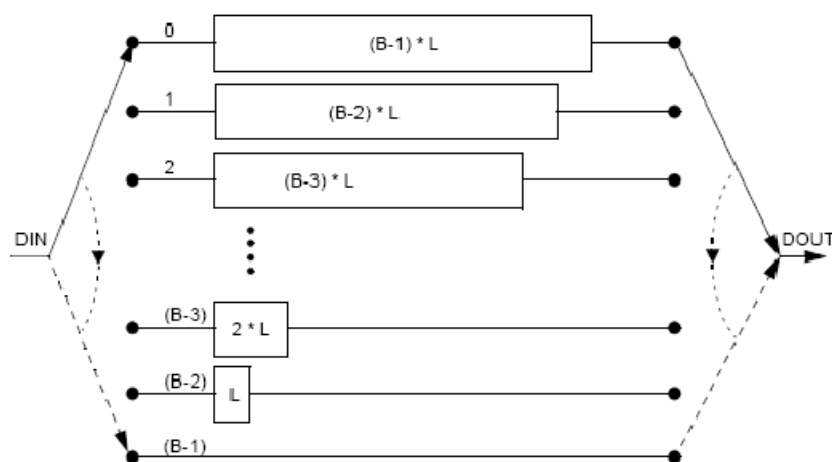 0
(B-1) * L
1
(B-2) * L.
2
(B-3) * L
DIN
DOUT
(B-3)
2 * L
(B-2)
L
(B-1)